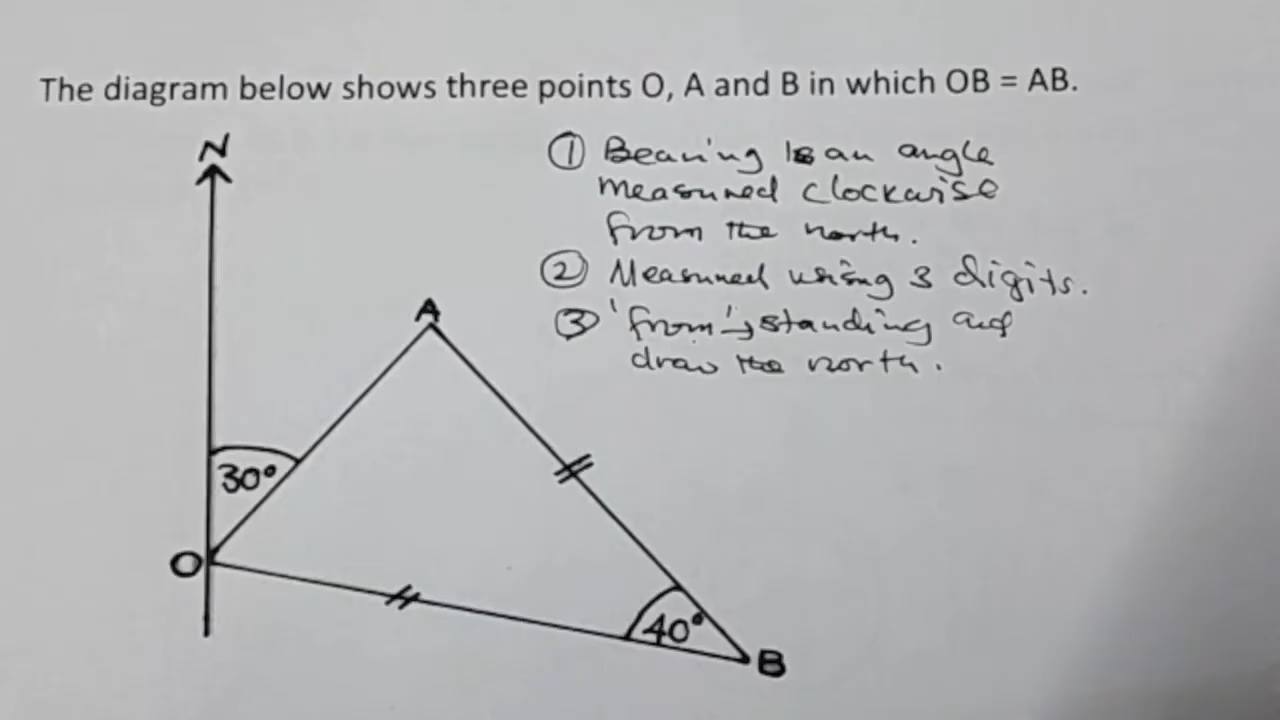 The diagram below shows three points O, A and B in which OB = AB.
N
① Bearing is an angle
measured clockwise
from the north.
② Measured using 3 digits.
③ 'from' → standing and
draw the north.
A
30°
O
40°
B